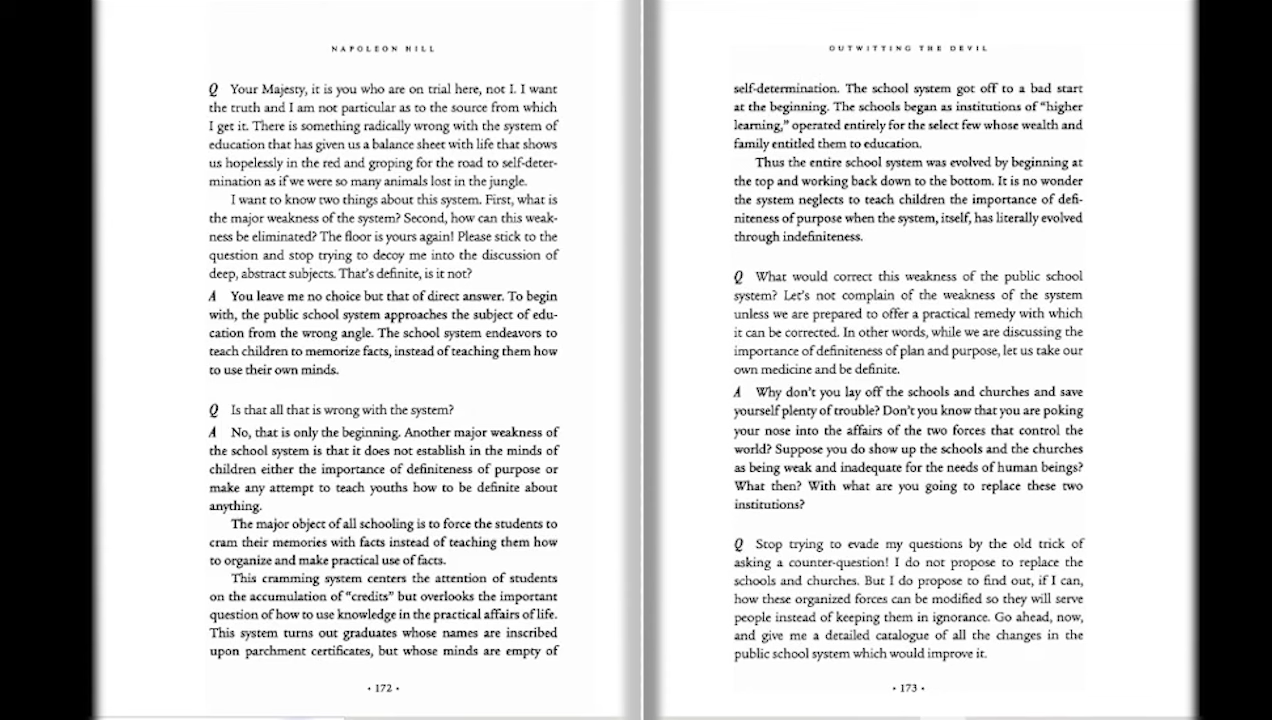 NAPOLEON HILL
Q Your Majesty, it is you who are on trial here, not I. I want
the truth and I am not particular as to the source from which
I get it. There is something radically wrong with the system of
education that has given us a balance sheet with life that shows
us hopelessly in the red and groping for the road to self-deter-
mination as if we were so many animals lost in the jungle.
I want to know two things about this system. First, what is
the major weakness of the system? Second, how can this weak-
ness be eliminated? The floor is yours again! Please stick to the
question and stop trying to decoy me into the discussion of
deep, abstract subjects. That's definite, is it not?
A You leave me no choice but that of direct answer. To begin
with, the public school system approaches the subject of edu-
cation from the wrong angle. The school system endeavors to
teach children to memorize facts, instead of teaching them how
to use their own minds.
Q Is that all that is wrong with the system?
A No, that is only the beginning. Another major weakness of
the school system is that it does not establish in the minds of
children either the importance of definiteness of purpose or
make any attempt to teach youths how to be definite about
anything.
The major object of all schooling is to force the students to
cram their memories with facts instead of teaching them how
to organize and make practical use of facts.
This cramming system centers the attention of students
on the accumulation of "credits" but overlooks the important
question of how to use knowledge in the practical affairs of life.
This system turns out graduates whose names are inscribed
upon parchment certificates, but whose minds are empty of
• 172 •
OUTWITTING THE DEVIL
self-determination. The school system got off to a bad start
at the beginning. The schools began as institutions of "higher
learning," operated entirely for the select few whose wealth and
family entitled them to education.
Thus the entire school system was evolved by beginning at
the top and working back down to the bottom. It is no wonder
the system neglects to teach children the importance of defi-
niteness of purpose when the system, itself, has literally evolved
through indefiniteness.
Q What would correct this weakness of the public school
system? Let's not complain of the weakness of the system
unless we are prepared to offer a practical remedy with which
it can be corrected. In other words, while we are discussing the
importance of definiteness of plan and purpose, let us take our
own medicine and be definite.
A Why don't you lay off the schools and churches and save
yourself plenty of trouble? Don't you know that you are poking
your nose into the affairs of the two forces that control the
world? Suppose you do show up the schools and the churches
as being weak and inadequate for the needs of human beings?
What then? With what are you going to replace these two
institutions?
Q Stop trying to evade my questions by the old trick of
asking a counter-question! I do not propose to replace the
schools and churches. But I do propose to find out, if I can,
how these organized forces can be modified so they will serve
people instead of keeping them in ignorance. Go ahead, now,
and give me a detailed catalogue of all the changes in the
public school system which would improve it.
• 173 •